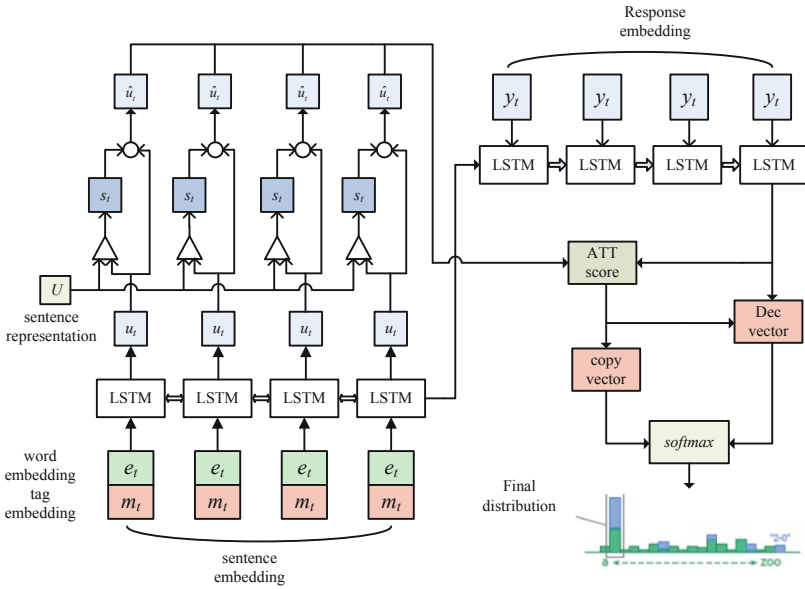 Response
embedding
û_t û_t û_t û_t
y_t y_t y_t y_t
LSTM LSTM LSTM LSTM
s_t s_t s_t s_t
ATT
score
U
sentence
representation
u_t u_t u_t u_t
Dec
vector
copy
vector
LSTM LSTM LSTM LSTM
softmax
word
embedding
tag
embedding
e_t e_t e_t e_t
m_t m_t m_t m_t
sentence
embedding
Final
distribution
"2-0"
a zoo